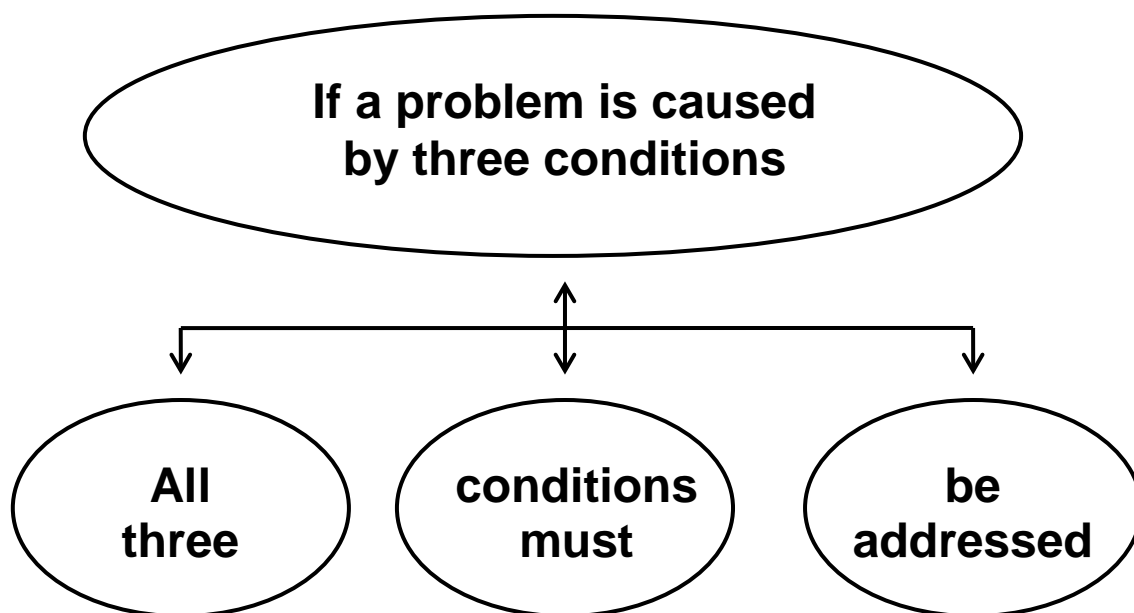 If a problem is caused
by three conditions
All
three
conditions
must
be
addressed